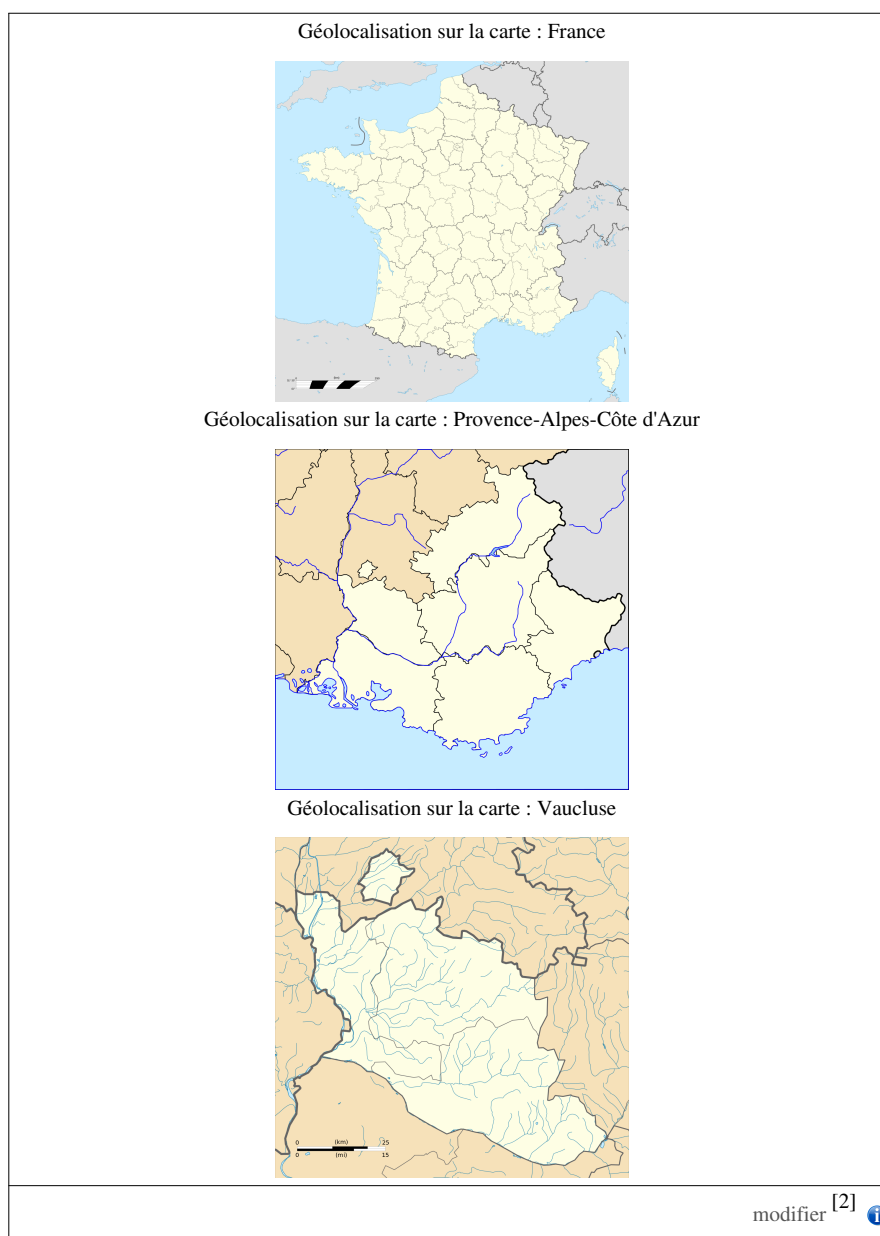 Géolocalisation sur la carte : France
Géolocalisation sur la carte : Provence-Alpes-Côte d'Azur
Géolocalisation sur la carte : Vaucluse
0 (km) 25
0 (mi) 15
modifier [2]